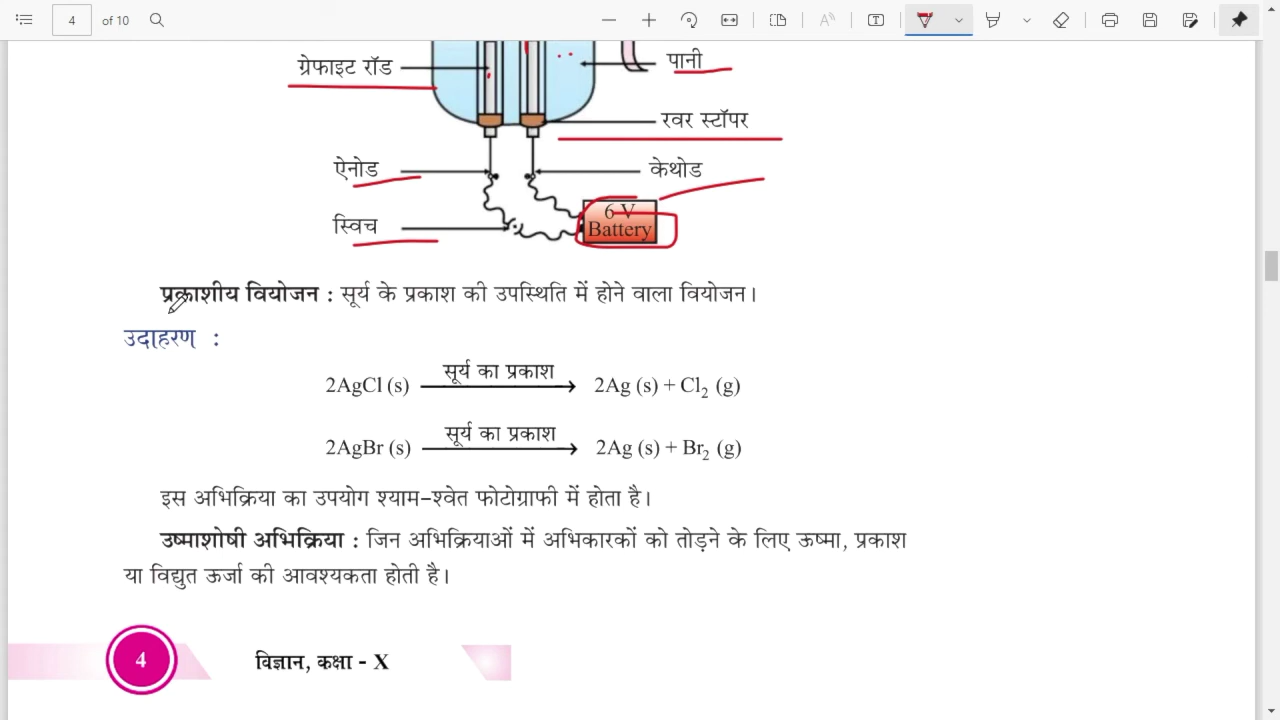 4 of 10
ग्रेफाइट रॉड
पानी
रवर स्टॉपर
ऐनोड
केथोड
स्विच
6 V
Battery
प्रकाशीय वियोजन : सूर्य के प्रकाश की उपस्थिति में होने वाला वियोजन।
उदाहरण :
2AgCl (s) सूर्य का प्रकाश → 2Ag (s) + Cl₂ (g)
2AgBr (s) सूर्य का प्रकाश → 2Ag (s) + Br₂ (g)
इस अभिक्रिया का उपयोग श्याम-श्वेत फोटोग्राफी में होता है।
उष्माशोषी अभिक्रिया : जिन अभिक्रियाओं में अभिकारकों को तोड़ने के लिए ऊष्मा, प्रकाश
या विद्युत ऊर्जा की आवश्यकता होती है।
4
विज्ञान, कक्षा - X